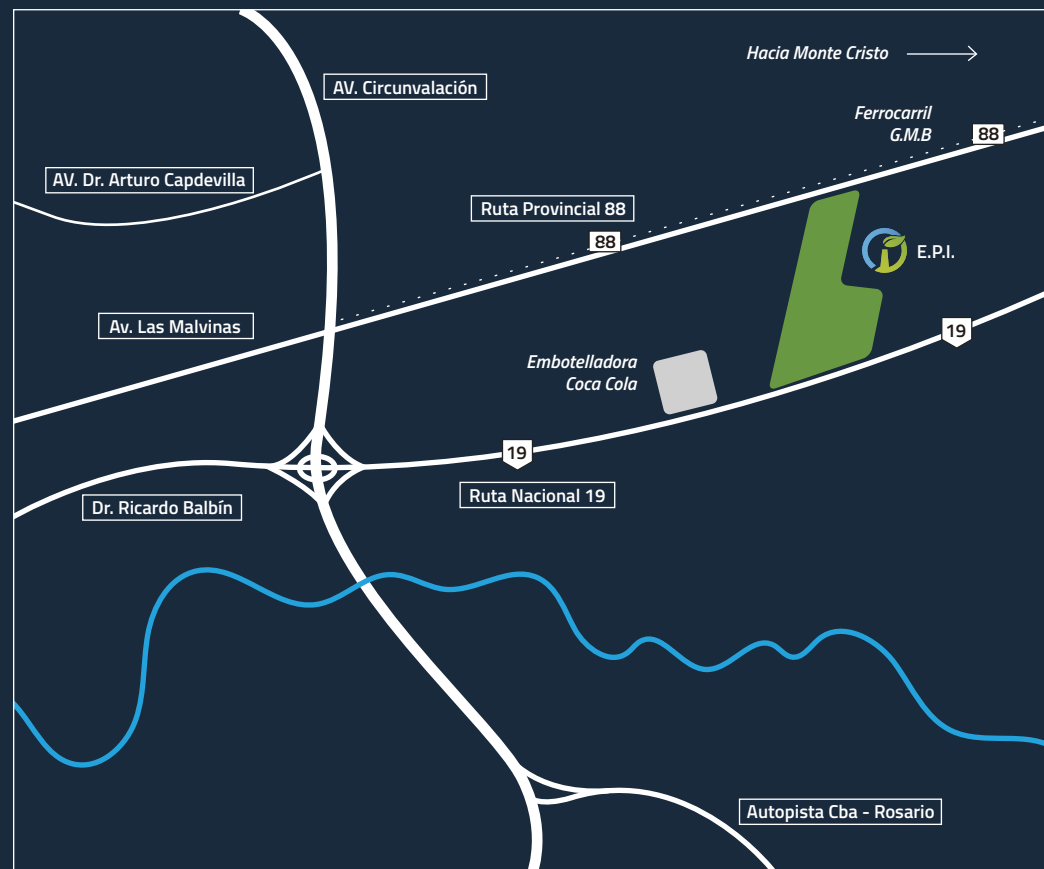 Hacia Monte Cristo
AV. Circunvalación
Ferrocarril
G.M.B
88
AV. Dr. Arturo Capdevilla
Ruta Provincial 88
88
E.P.I.
Av. Las Malvinas
19
Embotelladora
Coca Cola
19
Ruta Nacional 19
Dr. Ricardo Balbín
Autopista Cba - Rosario